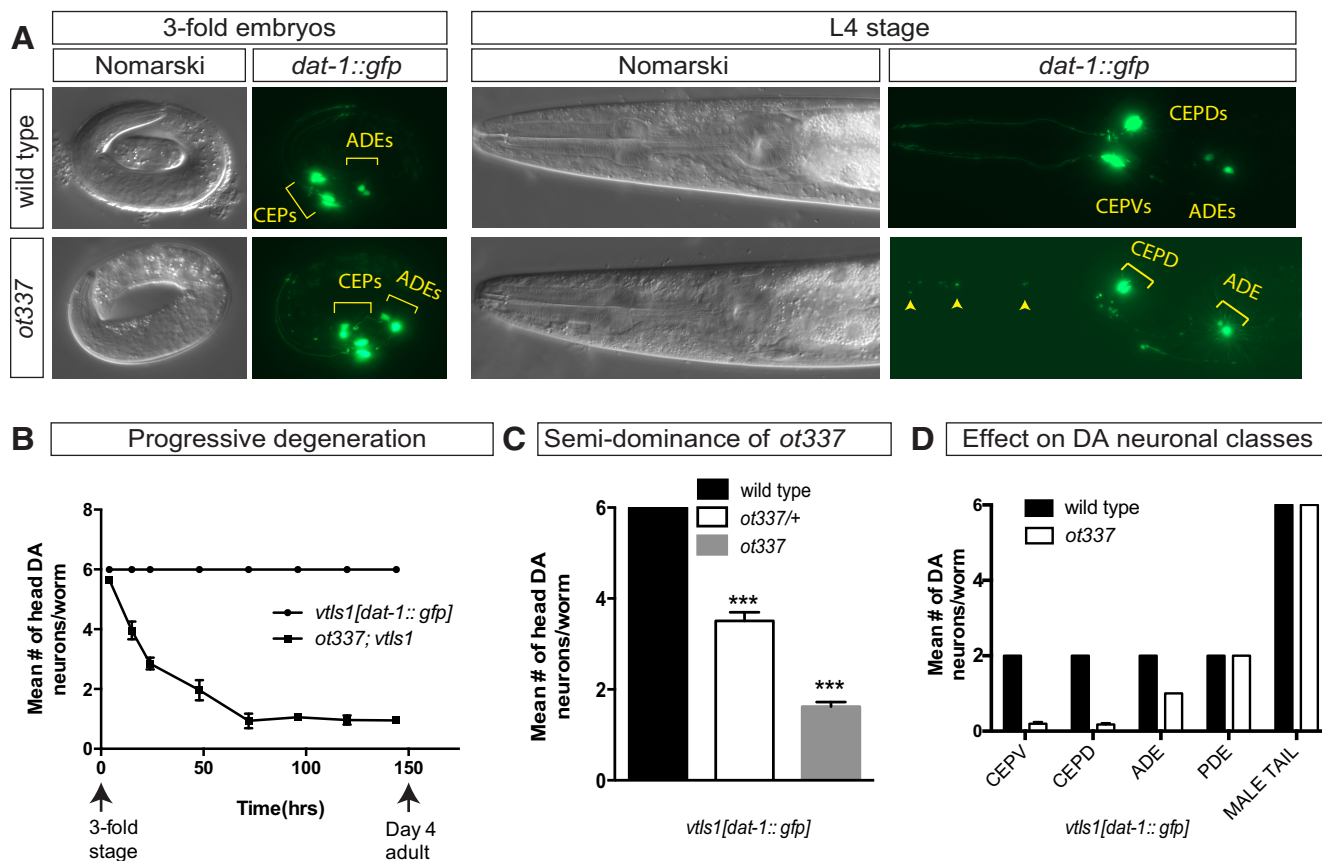 A
3-fold embryos
L4 stage
Nomarski
dat-1::gfp
Nomarski
dat-1::gfp
wild type
ADEs
CEPs
CEPDs
CEPVs
ADEs
ot337
CEPs
ADEs
CEPD
ADE
B
Progressive degeneration
Mean # of head DA
neurons/worm
8
6
4
2
0
0
50
100
150
vtIs1[dat-1:: gfp]
ot337; vtIs1
Time(hrs)
3-fold
stage
Day 4
adult
C
Semi-dominance of ot337
wild type
ot337/+
ot337
Mean # of head DA
neurons/worm
6
4
2
0
***
***
vtIs1[dat-1:: gfp]
D
Effect on DA neuronal classes
wild type
ot337
Mean # of DA
neurons/worm
6
4
2
0
CEPV
CEPD
ADE
PDE
MALE TAIL
vtIs1[dat-1:: gfp]